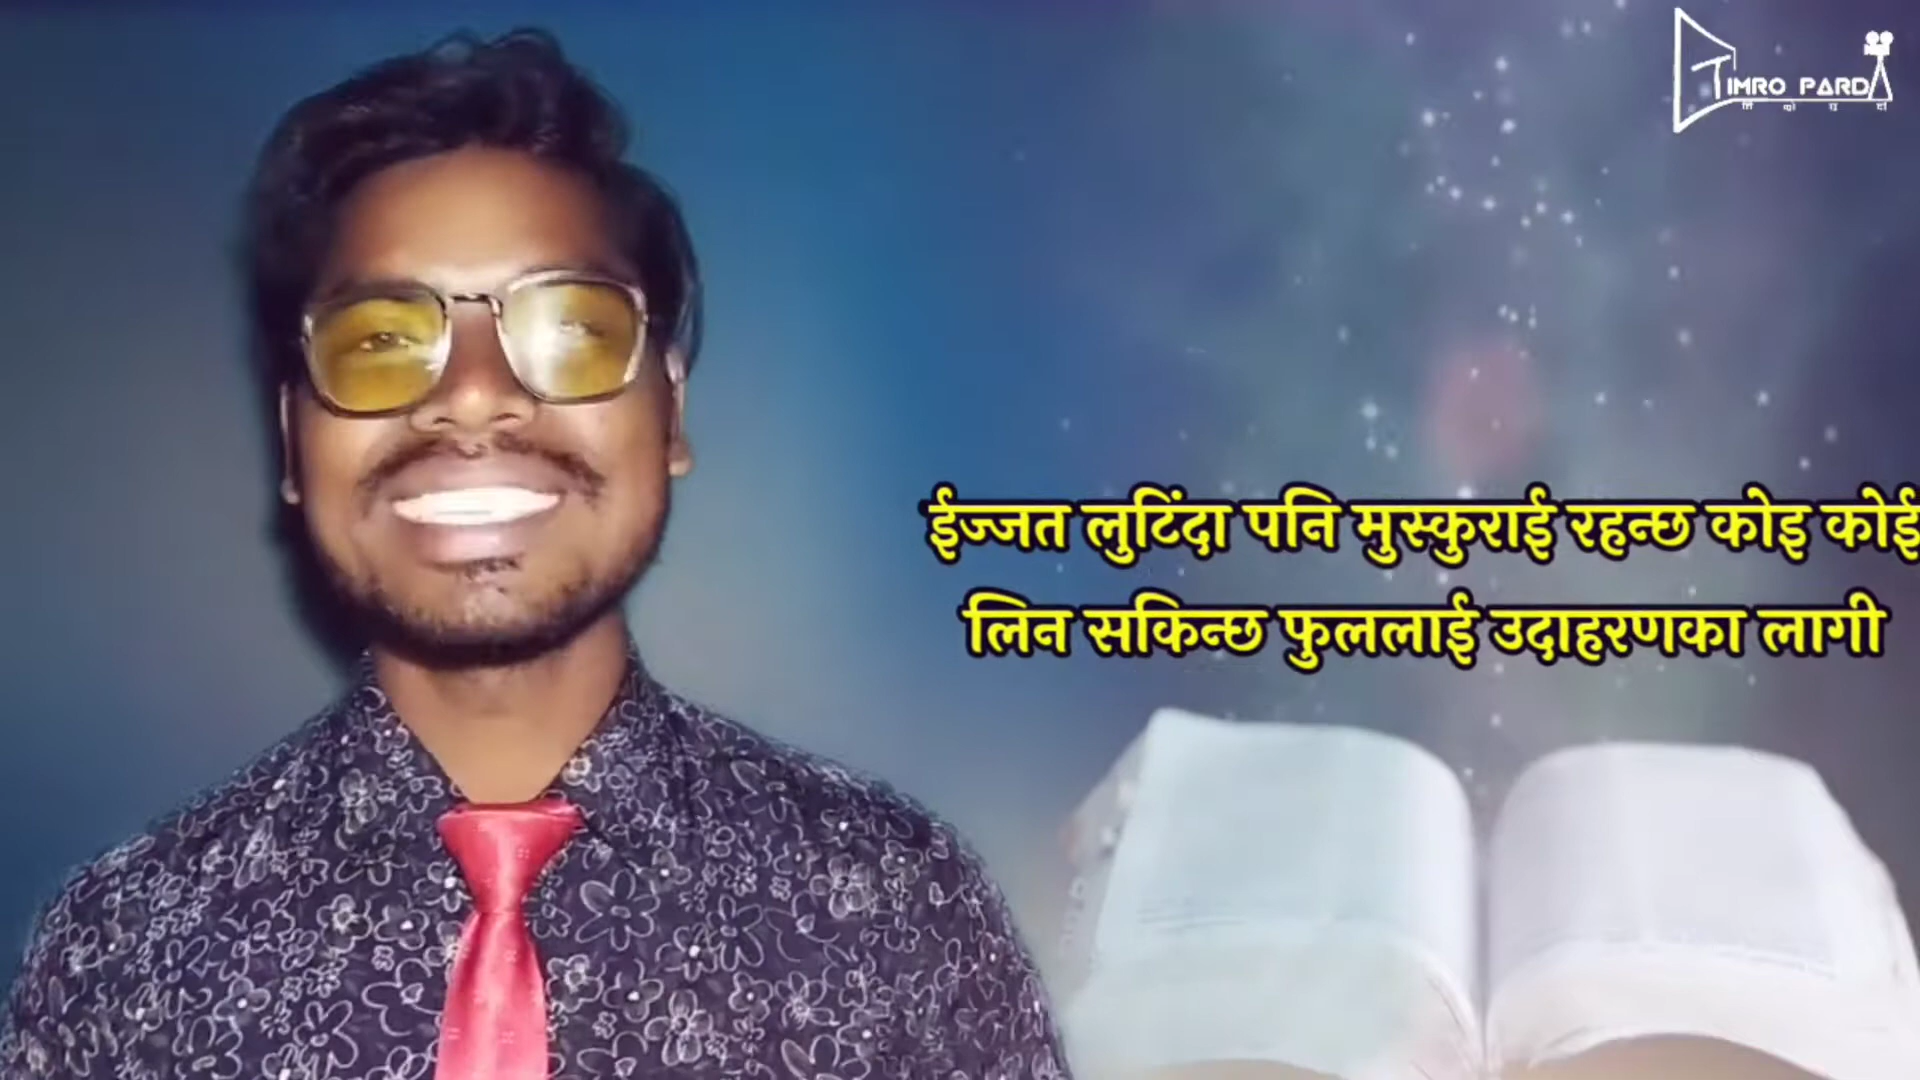 TIMRO PARDA
ईज्जत लुटिंदा पनि मुस्कुराई रहन्छ कोइ कोई
लिन सकिन्छ फुललाई उदाहरणका लागी